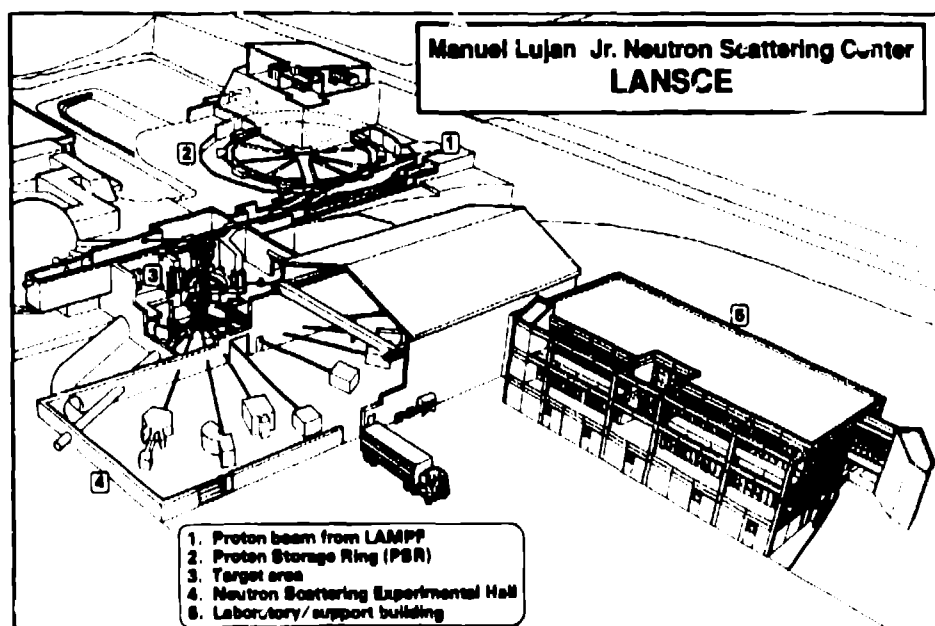 Manuel Lujan Jr. Neutron Scattering Center
LANSCE
1
2
3
5
4
1. Proton beam from LAMPF
2. Proton Storage Ring (PSR)
3. Target area
4. Neutron Scattering Experimental Hall
5. Laboratory/support building